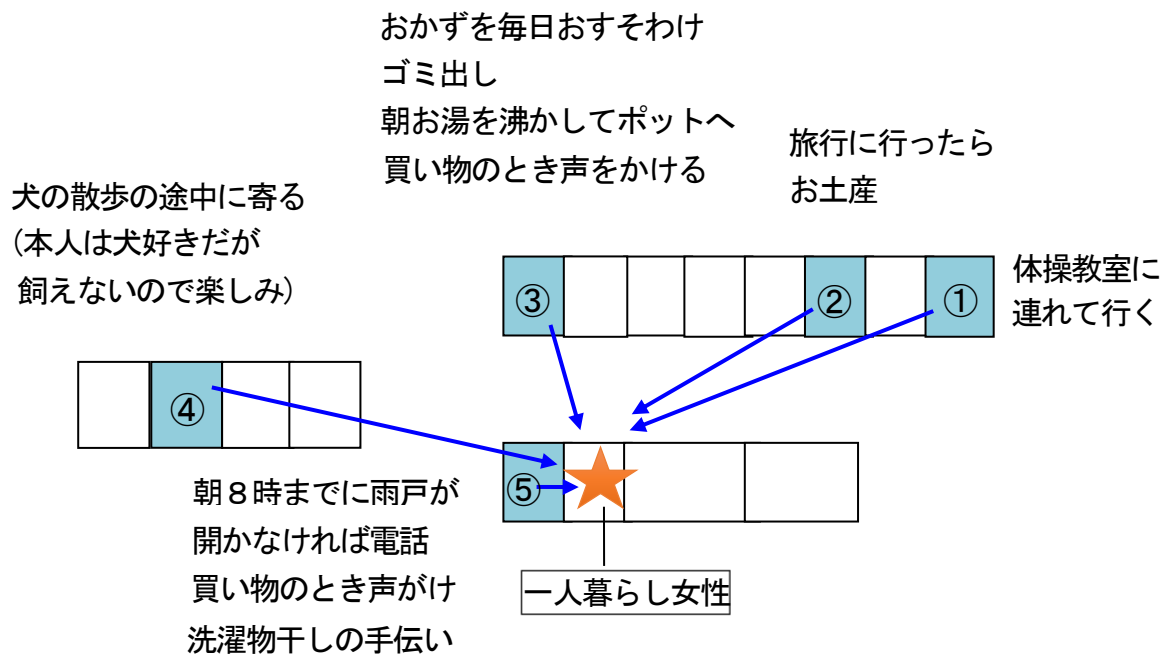 おかずを毎日おすそわけ
ゴミ出し
朝お湯を沸かしてポットへ
買い物のとき声をかける
旅行に行ったら
お土産
犬の散歩の途中に寄る
(本人は犬好きだが
飼えないので楽しみ)
③
②
①
体操教室に
連れて行く
④
⑤
朝８時までに雨戸が
開かなければ電話
買い物のとき声がけ
洗濯物干しの手伝い
一人暮らし女性